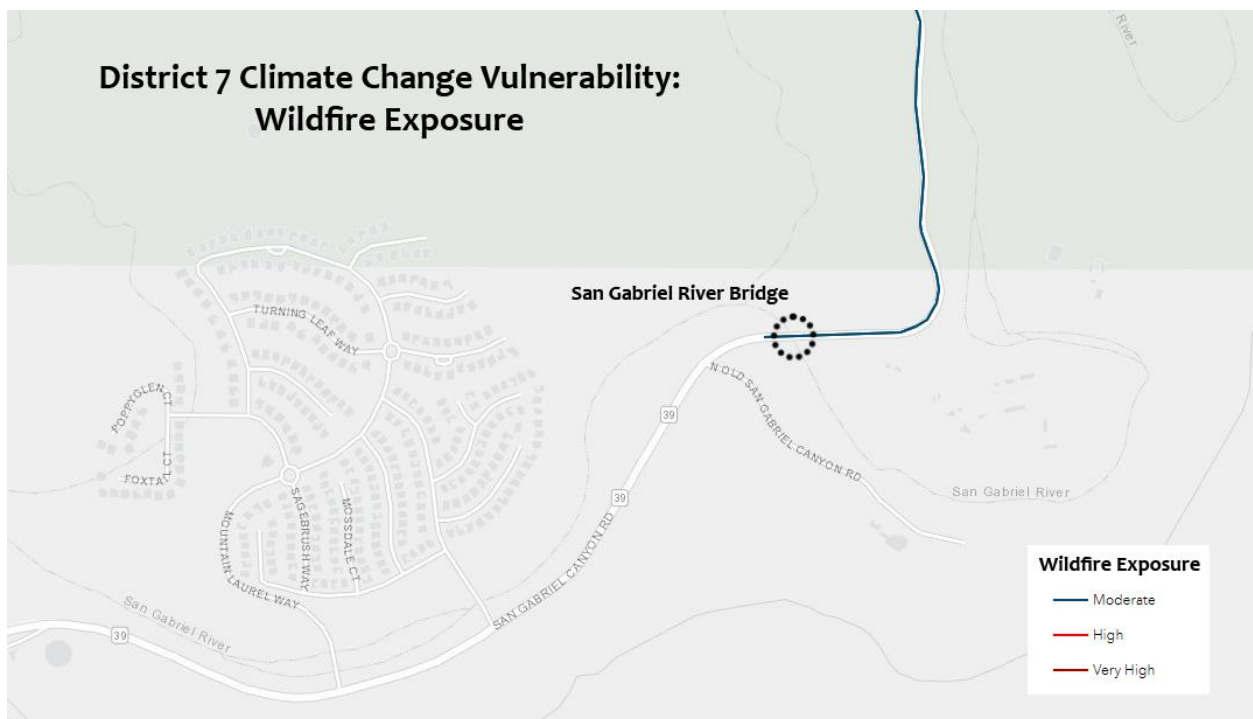 District 7 Climate Change Vulnerability:
Wildfire Exposure
River
San Gabriel River Bridge
TURNING LEAF WAY
N OLD SAN GABRIEL CANYON RD
POPPYGLEN CT
39
FOXTAIL CT
SAGEBRUSH WAY
MOSSDALE CT
39
San Gabriel River
MOUNTAIN LAUREL WAY
SAN GABRIEL CANYON RD
San Gabriel River
39
Wildfire Exposure
Moderate
High
Very High